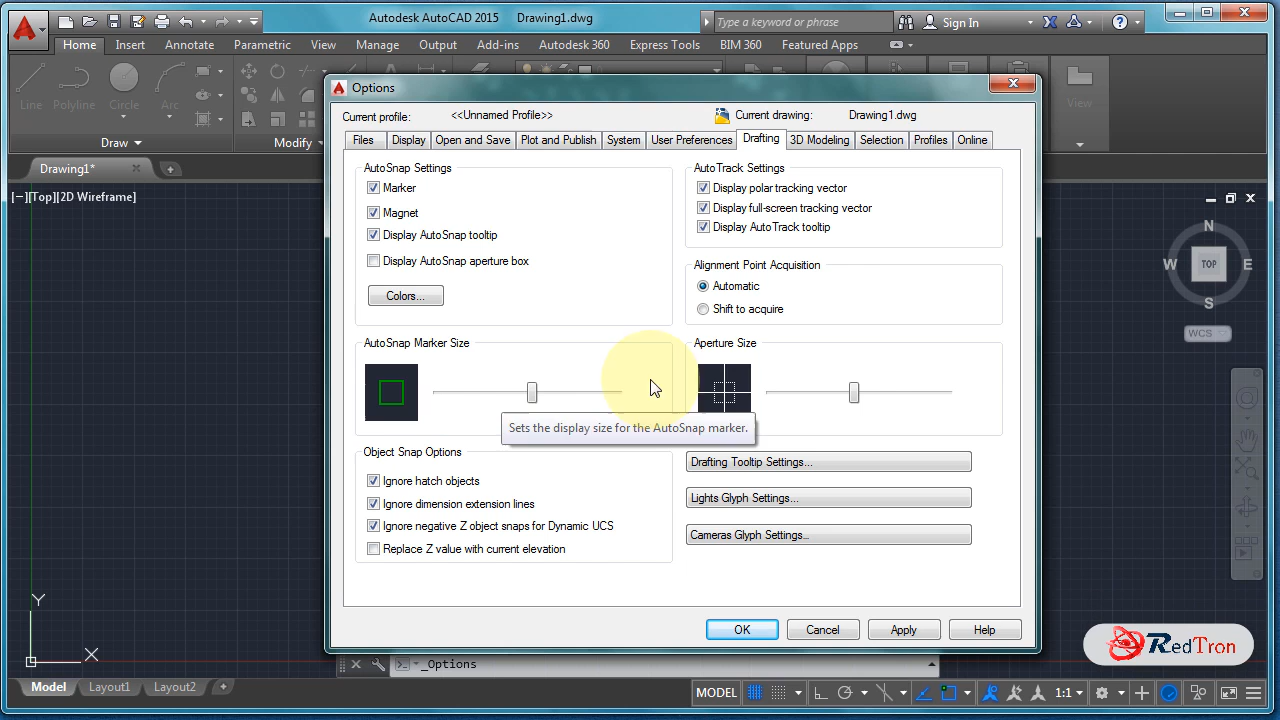 Autodesk AutoCAD 2015 Drawing1.dwg
Type a keyword or phrase
Sign In
Home Insert Annotate Parametric View Manage Output Add-ins Autodesk 360 Express Tools BIM 360 Featured Apps
Line Polyline Circle Arc
View
Draw
Modify
Drawing1*
[−][Top][2D Wireframe]
Options
Current profile: <<Unnamed Profile>> Current drawing: Drawing1.dwg
Files Display Open and Save Plot and Publish System User Preferences Drafting 3D Modeling Selection Profiles Online
AutoSnap Settings
Marker
Magnet
Display AutoSnap tooltip
Display AutoSnap aperture box
Colors...
AutoTrack Settings
Display polar tracking vector
Display full-screen tracking vector
Display AutoTrack tooltip
Alignment Point Acquisition
Automatic
Shift to acquire
AutoSnap Marker Size
Aperture Size
Sets the display size for the AutoSnap marker.
Object Snap Options
Ignore hatch objects
Ignore dimension extension lines
Ignore negative Z object snaps for Dynamic UCS
Replace Z value with current elevation
Drafting Tooltip Settings...
Lights Glyph Settings...
Cameras Glyph Settings...
OK Cancel Apply Help
N
W TOP E
S
WCS
Y
X
_Options
RedTron
Model Layout1 Layout2 +
MODEL 1:1